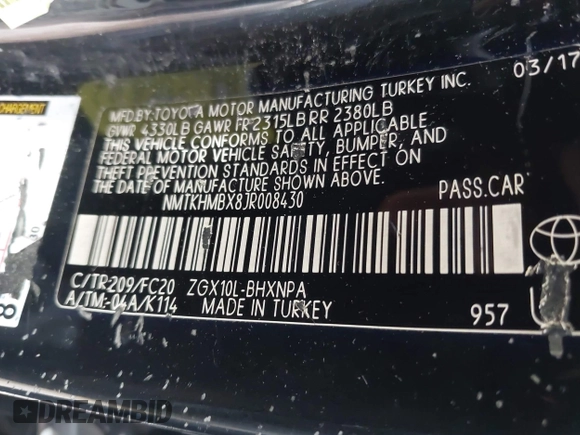 03/17
MFD.BY:TOYOTA MOTOR MANUFACTURING TURKEY INC.
GVWR 4330LB GAWR FR 2315LB RR 2380LB
THIS VEHICLE CONFORMS TO ALL APPLICABLE
FEDERAL MOTOR VEHICLE SAFETY, BUMPER, AND
THEFT PREVENTION STANDARDS IN EFFECT ON
THE DATE OF MANUFACTURE SHOWN ABOVE.
NMTKHMBX8JR008430 PASS.CAR
C/TR:209/FC20 ZGX10L-BHXNPA
A/TM:-04A/K114 MADE IN TURKEY 957
8
DREAMBID